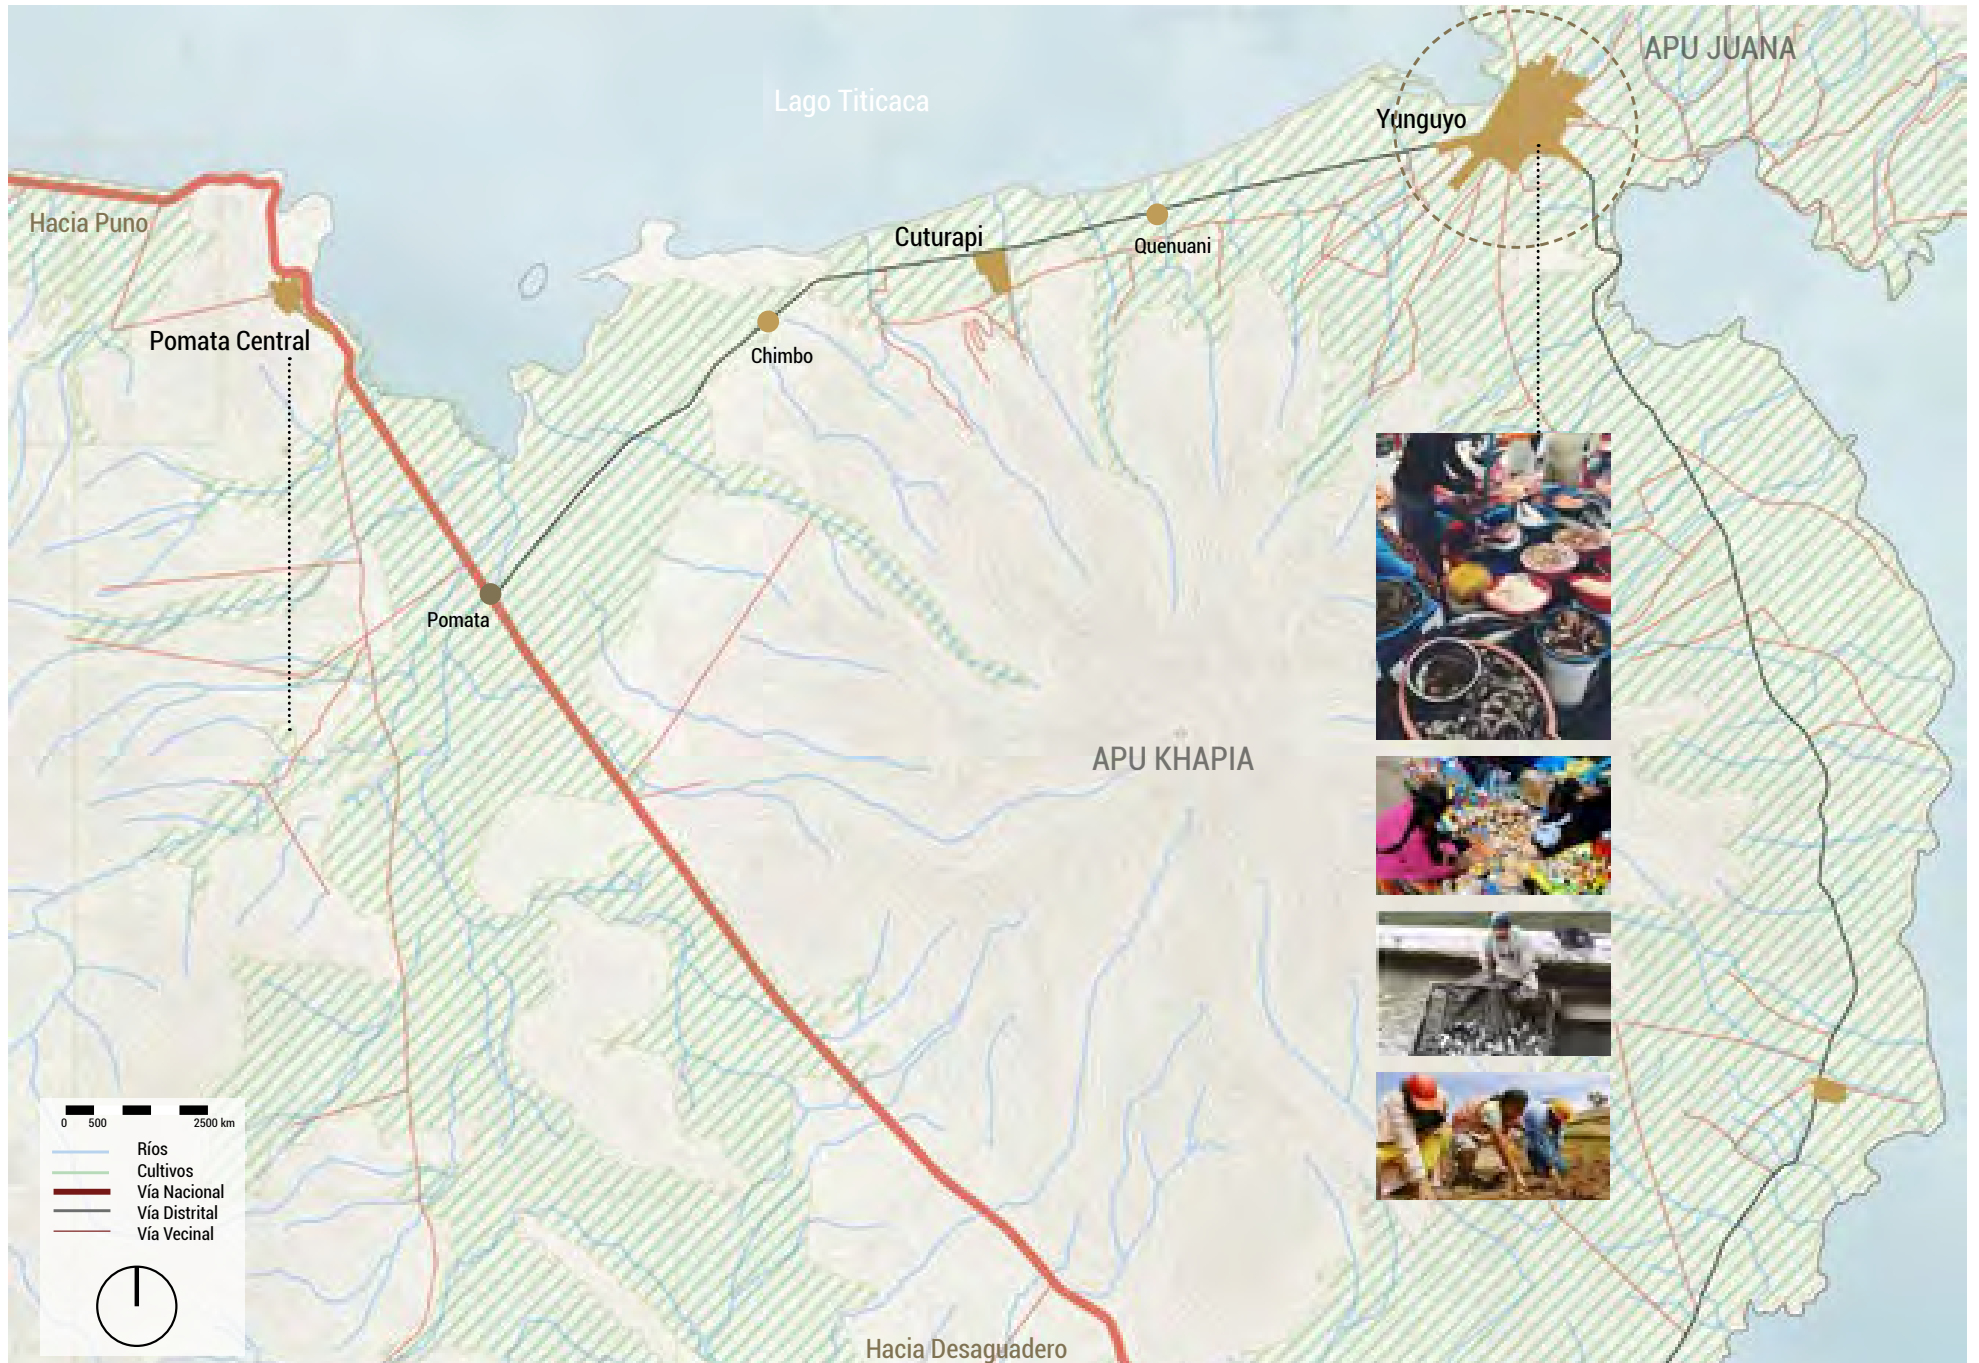 APU JUANA
Lago Titicaca
Yunguyo
Hacia Puno
Cuturapi
Quenuani
Pomata Central
Chimbo
Pomata
APU KHAPIA
0 500 2500 km
Ríos
Cultivos
Vía Nacional
Vía Distrital
Vía Vecinal
Hacia Desaguadero